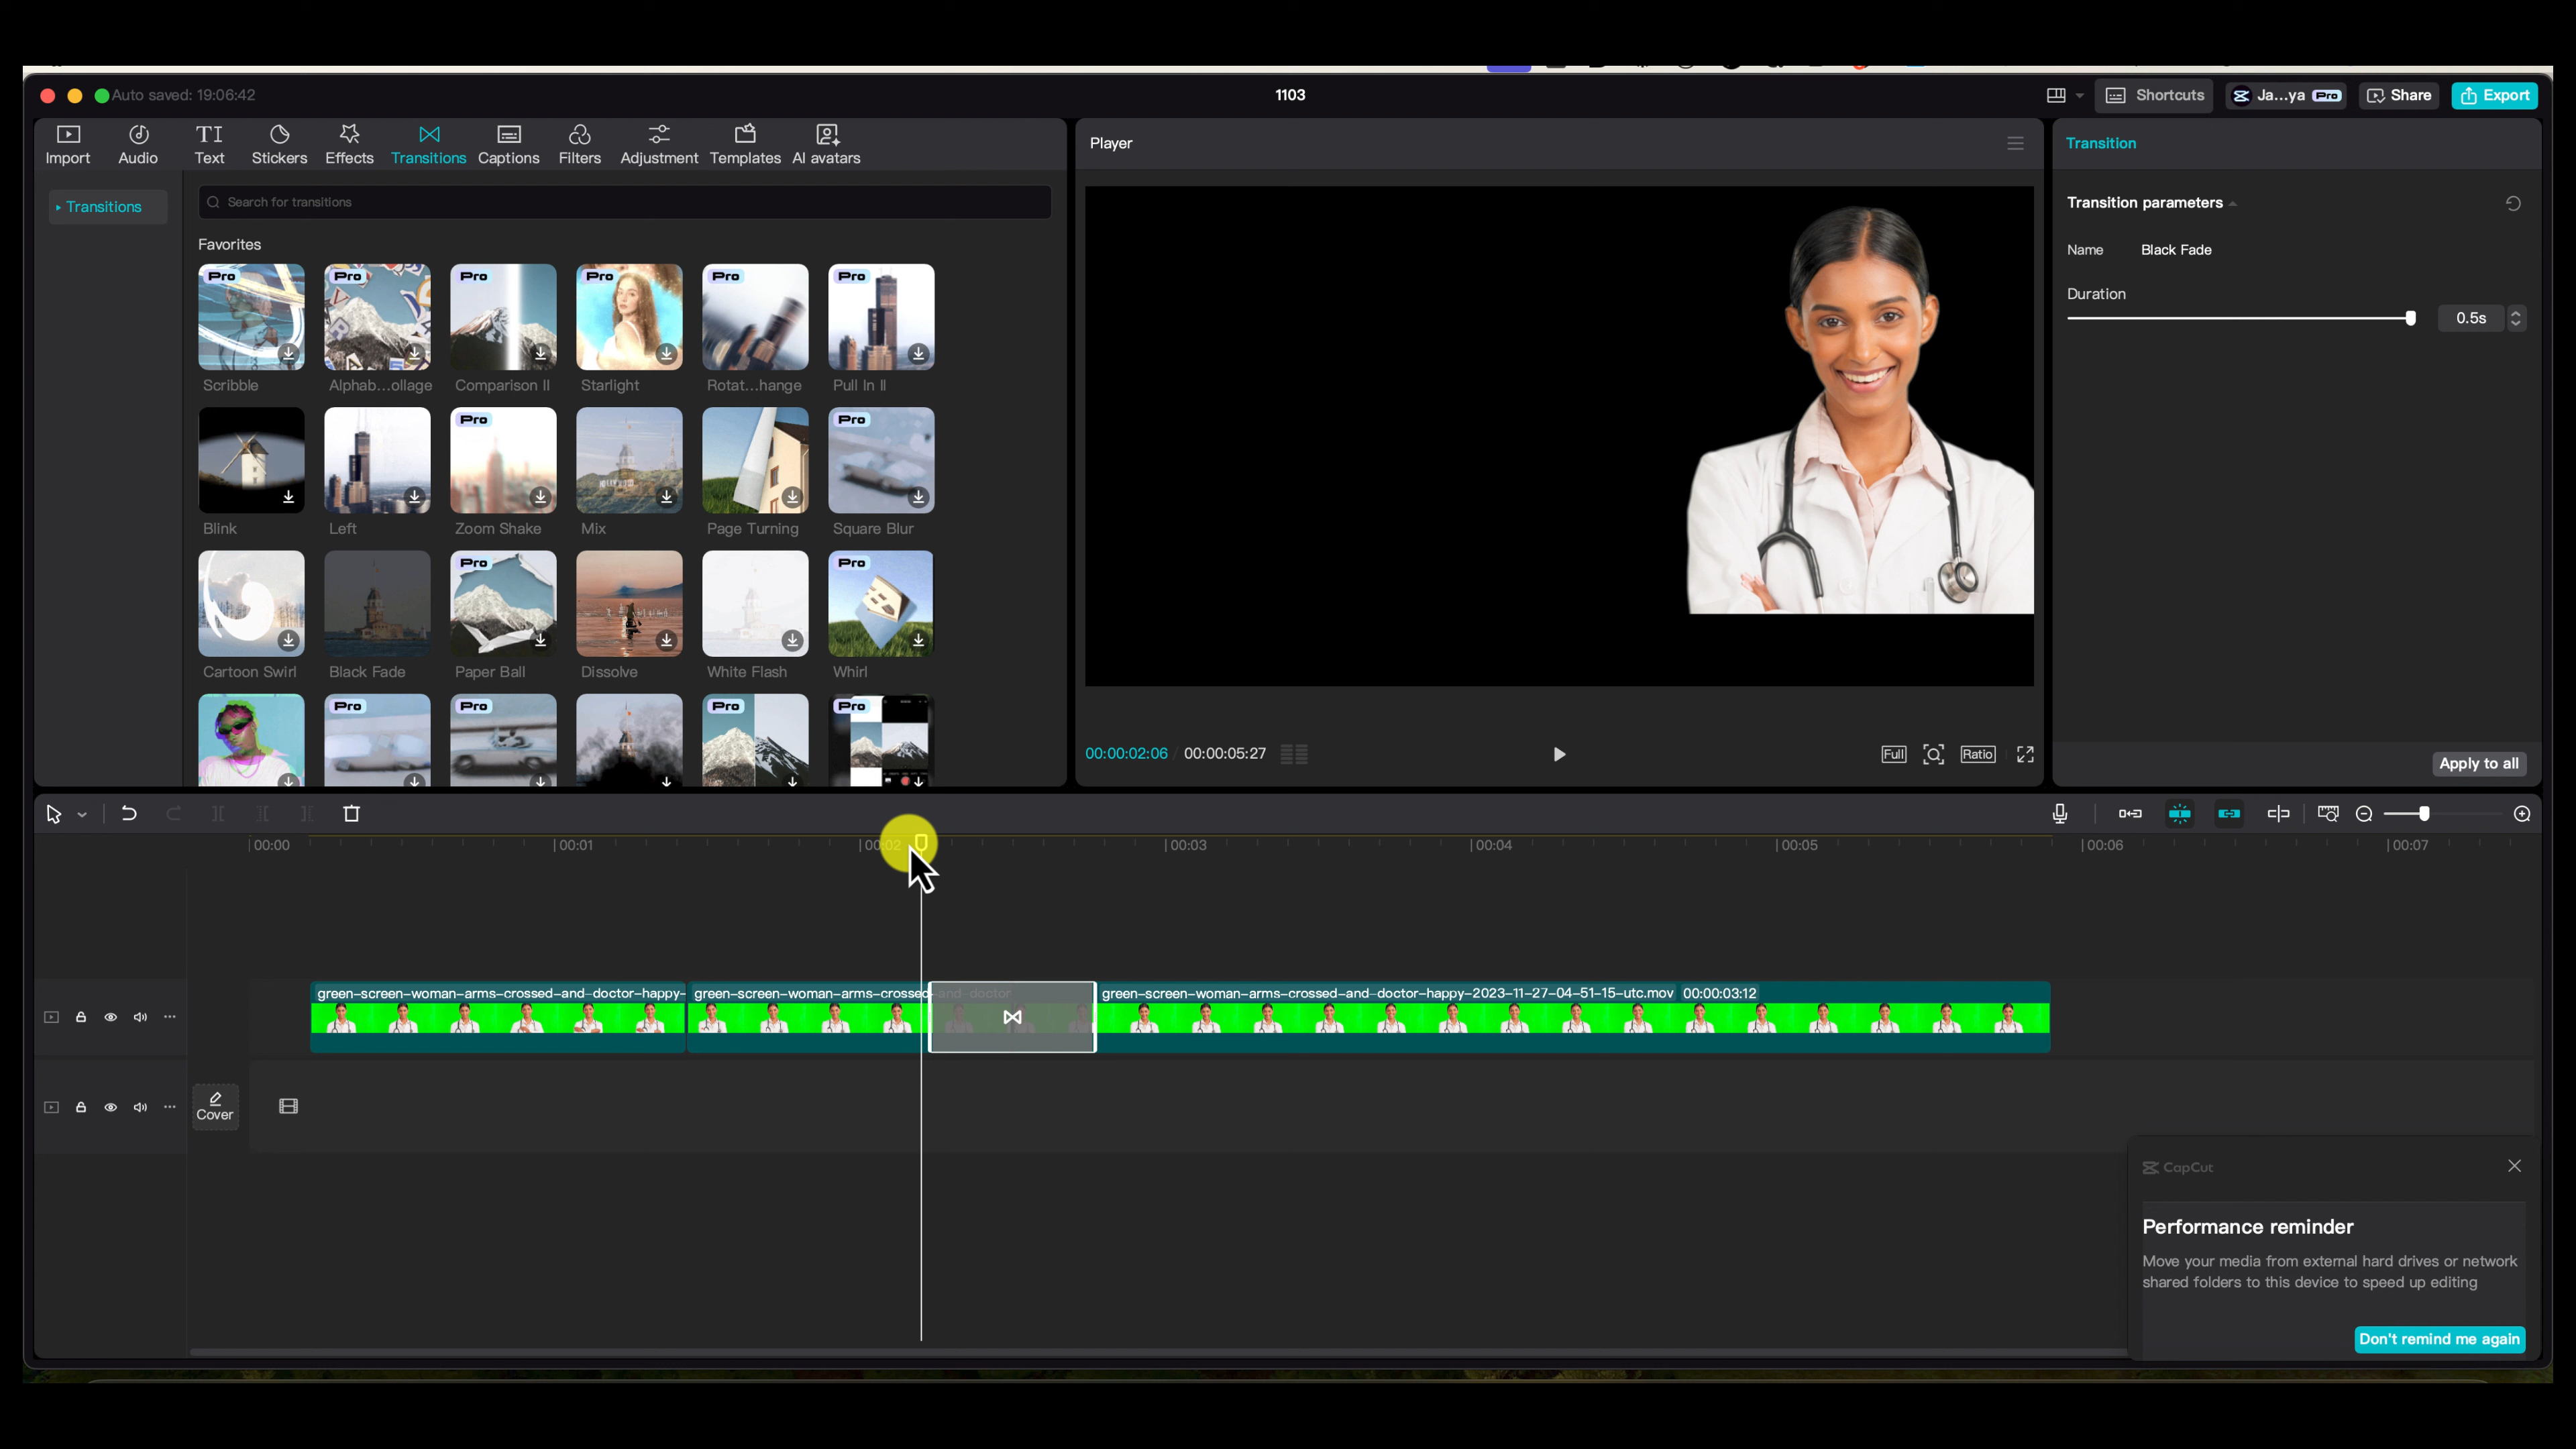 Auto saved: 19:06:42
1103
Shortcuts
Ja...ya Pro
Share
Export
Import
Audio
Text
Stickers
Effects
Transitions
Captions
Filters
Adjustment
Templates
AI avatars
Transitions
Search for transitions
Favorites
Pro
Pro
Pro
Pro
Pro
Pro
Scribble
Alphab...ollage
Comparison II
Starlight
Rotat...hange
Pull In II
Pro
Pro
Blink
Left
Zoom Shake
Mix
Page Turning
Square Blur
Pro
Pro
Cartoon Swirl
Black Fade
Paper Ball
Dissolve
White Flash
Whirl
Pro
Pro
Pro
Pro
Player
00:00:02:06 / 00:00:05:27
Full
Ratio
Transition
Transition parameters
Name Black Fade
Duration
0.5s
Apply to all
00:00
00:01
00:02
00:03
00:04
00:05
00:06
00:07
green-screen-woman-arms-crossed-and-doctor-happy-
green-screen-woman-arms-crossed-and-doctor
green-screen-woman-arms-crossed-and-doctor-happy-2023-11-27-04-51-15-utc.mov 00:00:03:12
Cover
CapCut
Performance reminder
Move your media from external hard drives or network
shared folders to this device to speed up editing
Don't remind me again